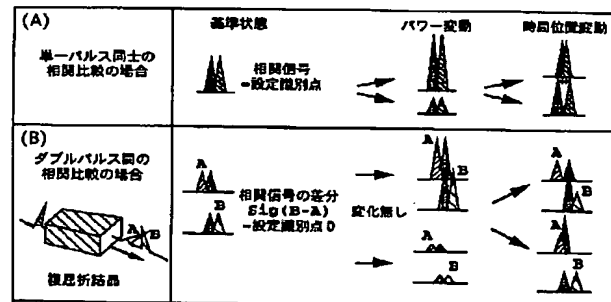 (A)
単一パルス同士の
相関比較の場合
基準状態
相関信号
=設定識別点
パワー変動
時間位置変動
(B)
ダブルパルス間の
相関比較の場合
複屈折結晶
A
B
A
B
相関信号の差分
Sig(B-A)
=設定識別点0
変化無し
A
B
A
B
A
B
A
B